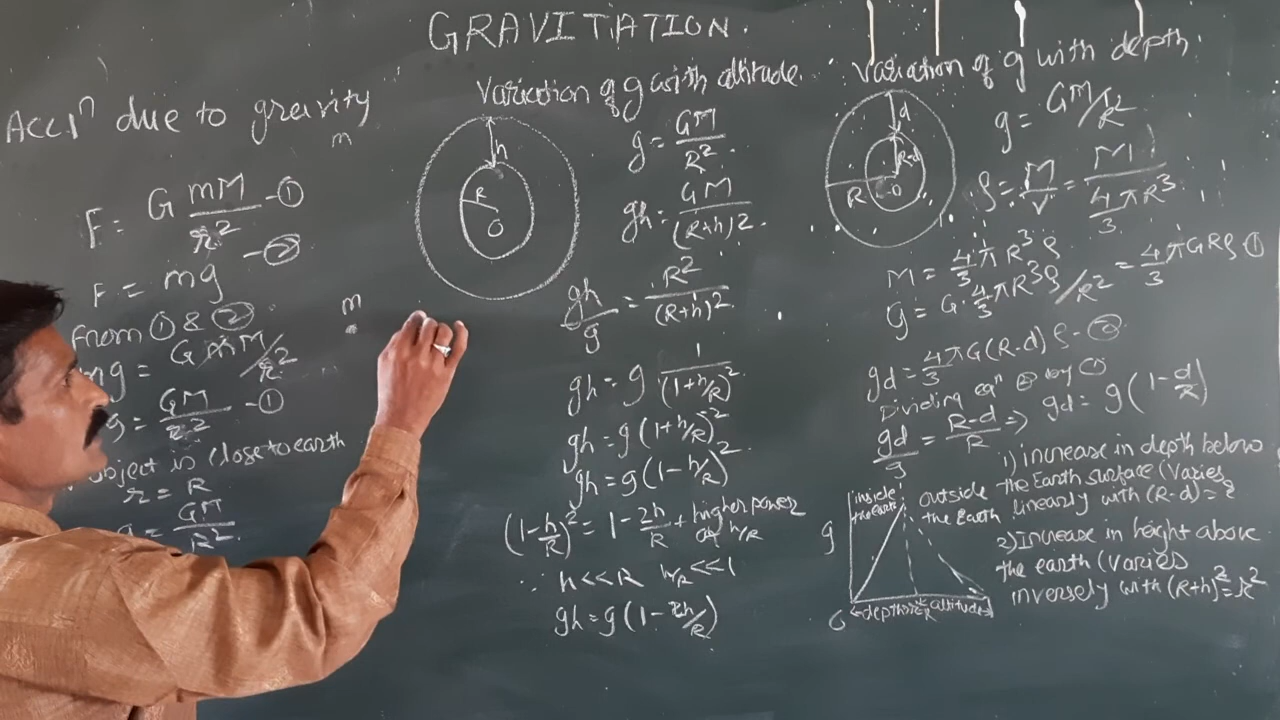 GRAVITATION.
Accln due to gravity
m
F = G mM/r² - ①
F = mg - ②
From ① & ②
mg = G mM/r²
g = GM/r² - ①
object is close to earth
r = R
g = GM/R².
m
Variation of g with altitude.
h
R
O
g = GM/R².
gh = GM/(R+h)².
gh/g = R²/(R+h)²
gh = g 1/(1+h/R)²
gh = g(1+h/R)⁻²
gh = g(1-h/R)²
(1-h/R)² = 1 - 2h/R + higher power of h/R
∵ h<<R h/R<<1
gh = g(1-2h/R)
Variation of g with depth.
d
R-d
R
O
g = GM/R²
ρ = M/V = M/(4/3 πR³)
M = 4/3 πR³ρ
G = G·4/3 πR³ρ/R² = 4/3 πGRρ ①
gd = 4/3 πG(R-d)ρ - ②
Dividing eqn ② by ①
gd/g = R-d/R ⇒ gd = g(1-d/R)
1) increase in depth below
the Earth surface (Varies
linearly with (R-d) = r
2) Increase in height above
the earth (Varies
inversely with (R+h)² = r²
inside the earth
outside the Earth
g
O
depth
R
altitude